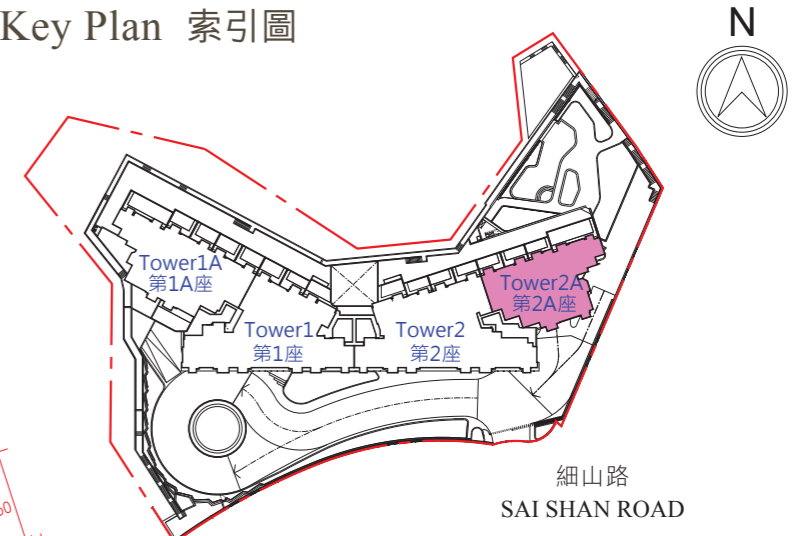 Key Plan 索引圖
N
Tower1A
第1A座
Tower2A
第2A座
Tower1
第1座
Tower2
第2座
細山路
SAI SHAN ROAD